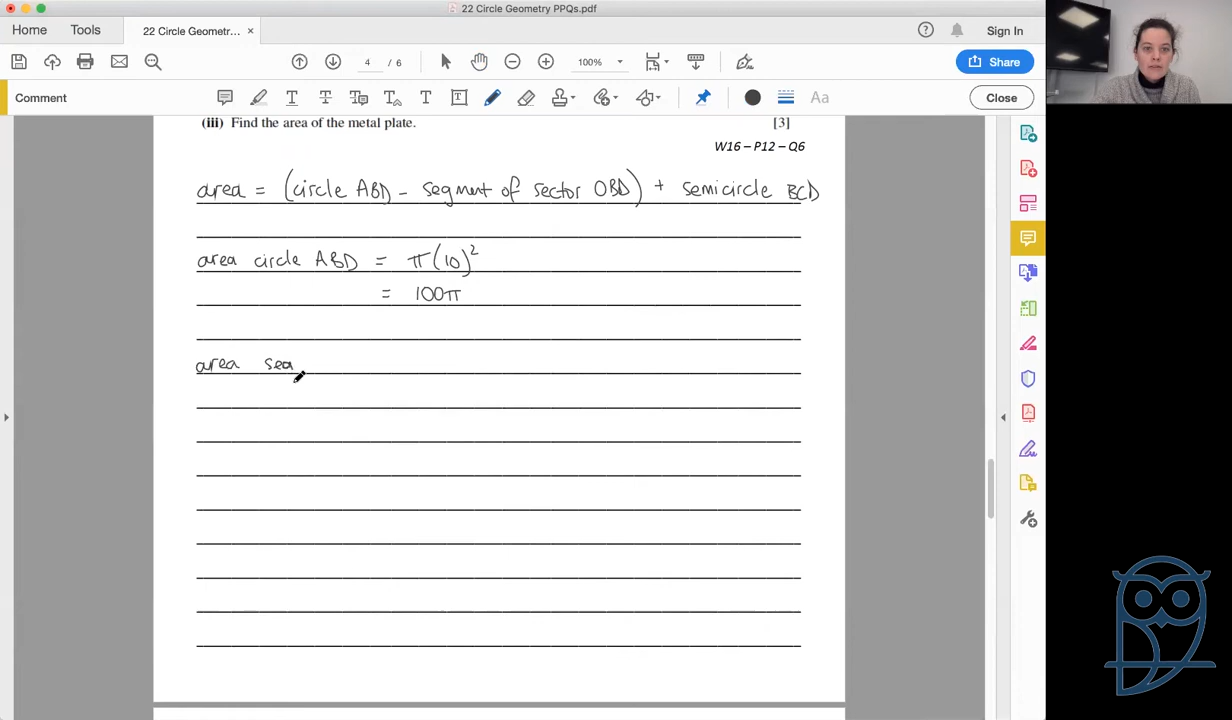 22 Circle Geometry PPQs.pdf
Home Tools 22 Circle Geometr... × Sign In
4 / 6 100% Share
Comment Aa Close
(iii) Find the area of the metal plate. [3]
W16 – P12 – Q6
area = (circle ABD - segment of sector OBD) + semicircle BCD
area circle ABD = π(10)²
= 100π
area seg